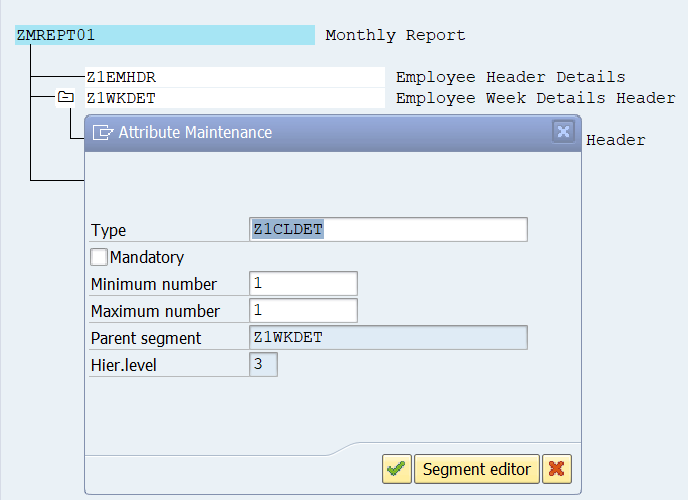 ZMREPT01 Monthly Report
Z1EMHDR Employee Header Details
Z1WKDET Employee Week Details Header
Header
Attribute Maintenance
Type Z1CLDET
Mandatory
Minimum number 1
Maximum number 1
Parent segment Z1WKDET
Hier.level 3
Segment editor